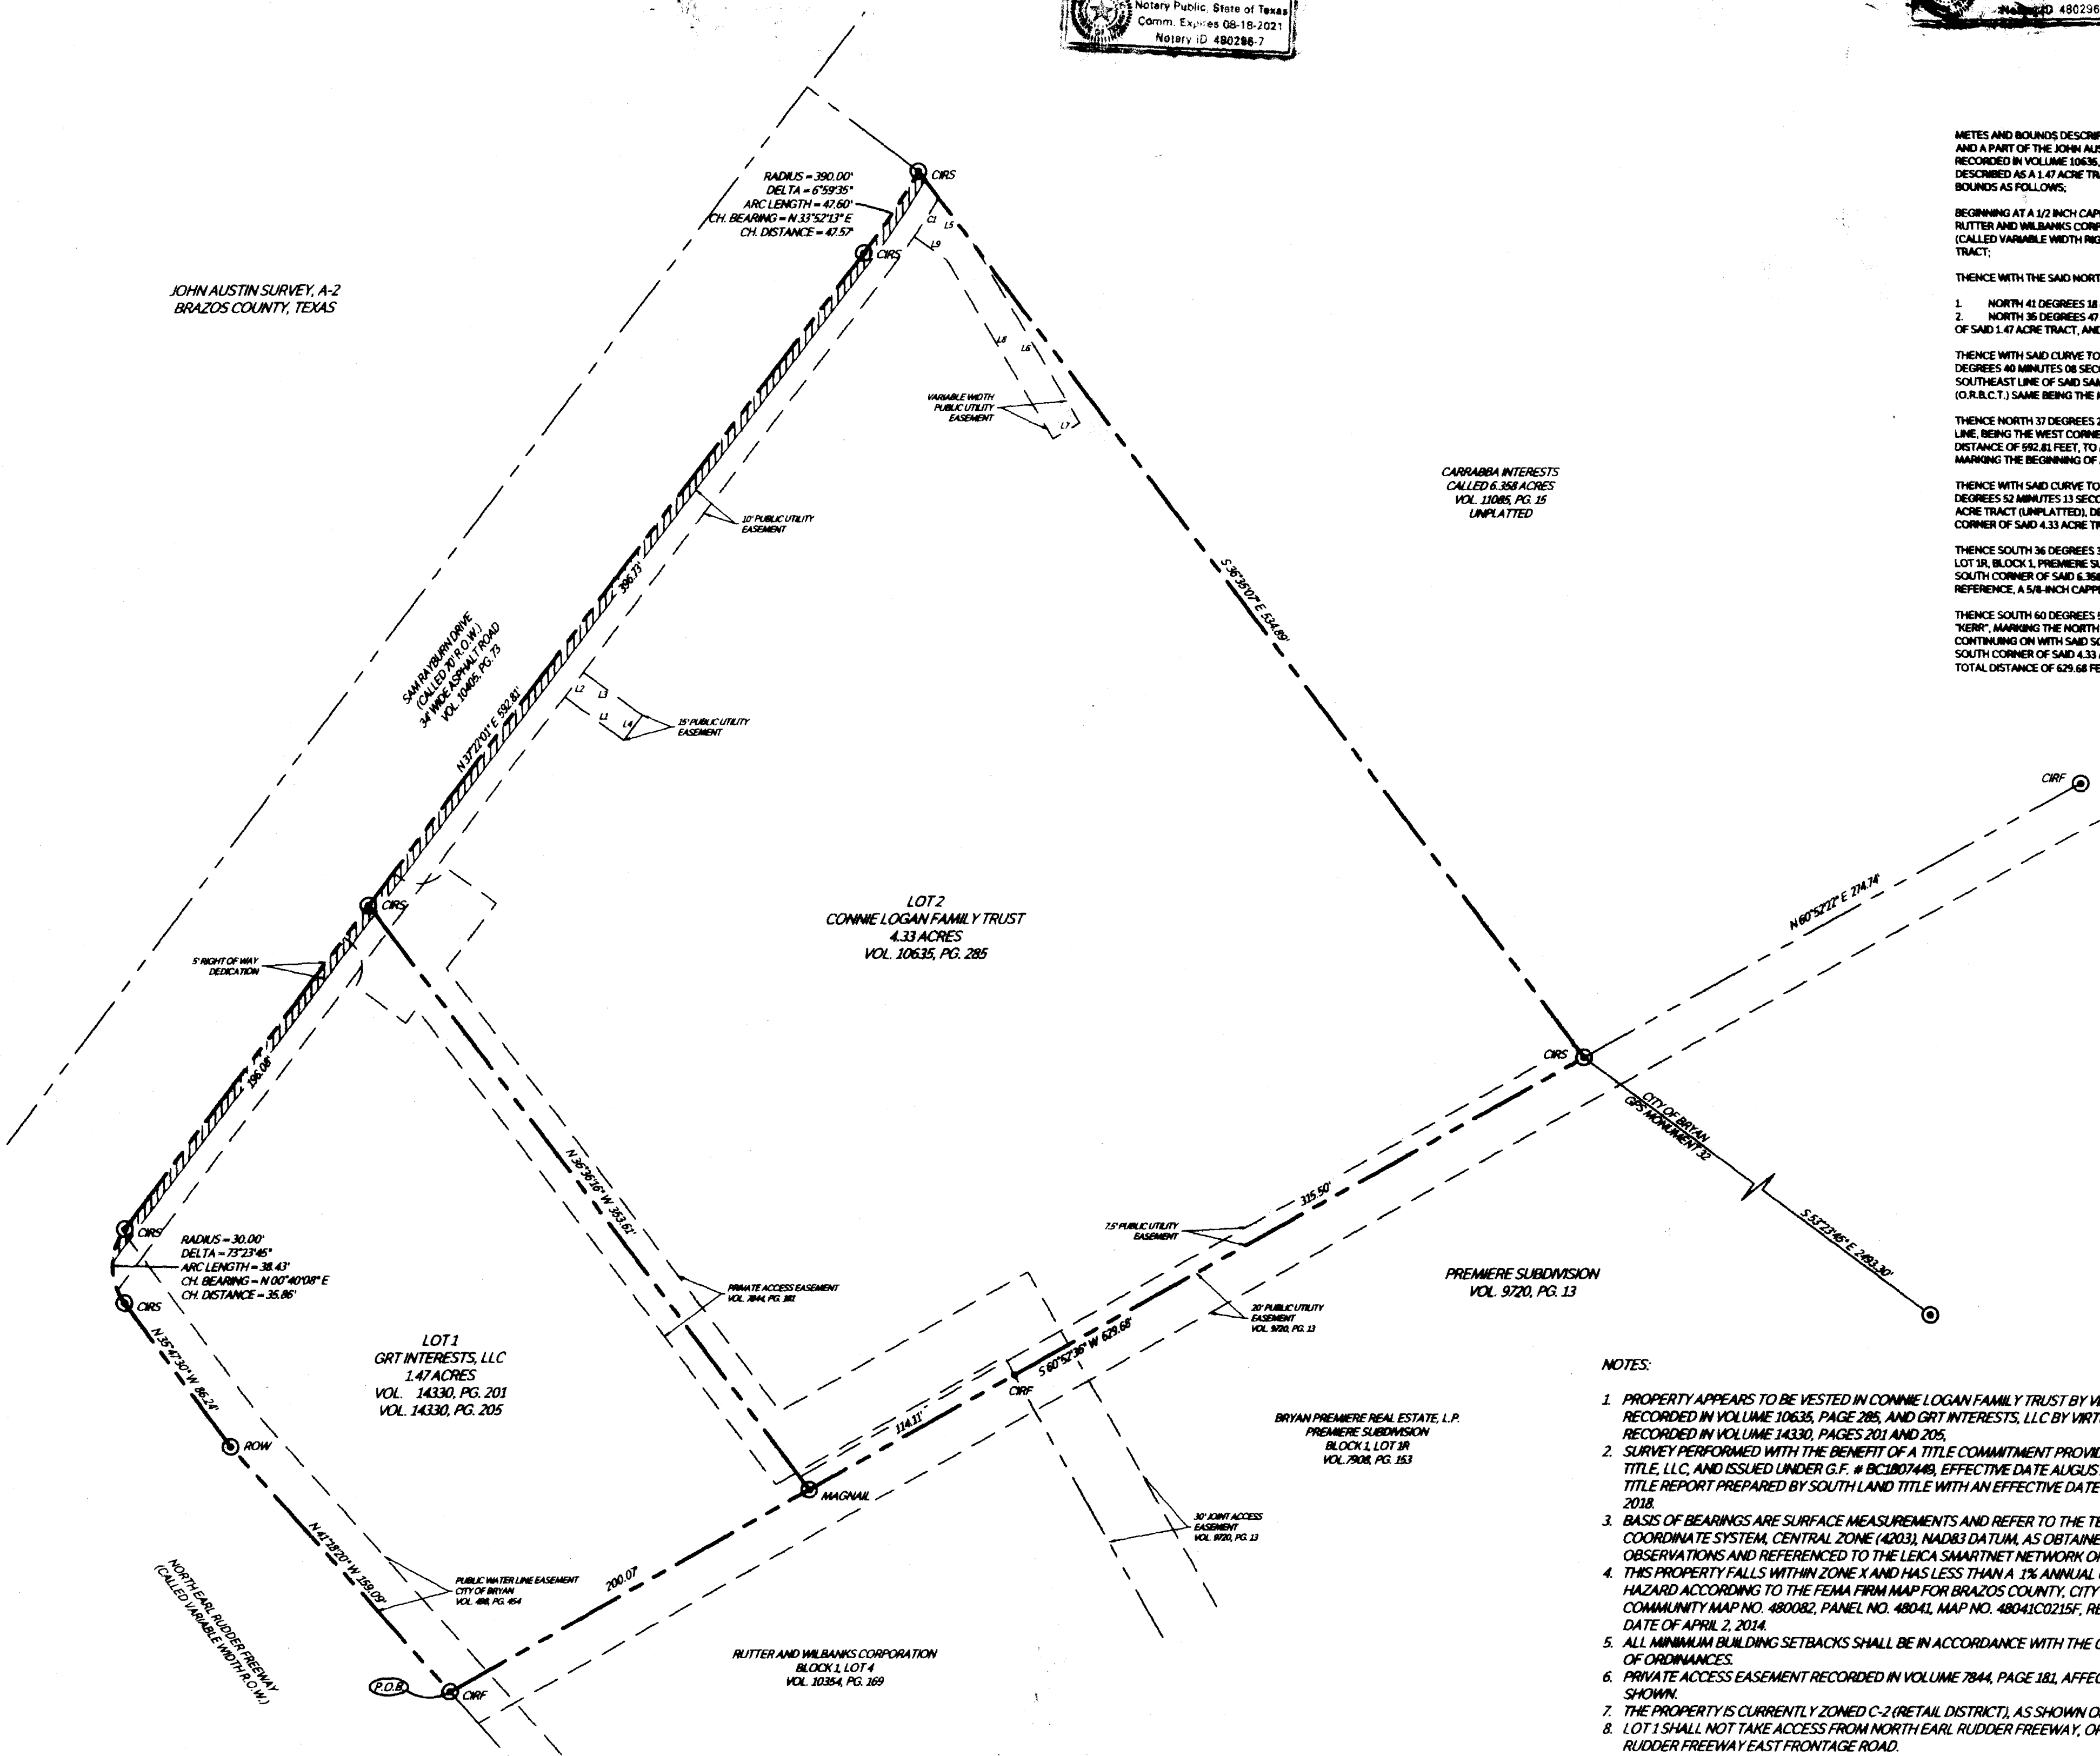 Notary Public, State of Texas
Comm. Expires 08-18-2021
Notary ID 480286-7
480296
METES AND BOUNDS
AND A PART OF THE JOHN
RECORDED IN VOLUME 10635,
DESCRIBED AS A 1.47 ACRE
BOUNDS AS FOLLOWS;
BEGINNING AT A 1/2 INCH
RUTTER AND WILBANKS
(CALLED VARIABLE WIDTH
TRACT;
THENCE WITH THE SAID
1. NORTH 41 DEGREES 18
2. NORTH 35 DEGREES 47
OF SAID 1.47 ACRE TRACT,
THENCE WITH SAID CURVE TO
DEGREES 40 MINUTES 08
SOUTHEAST LINE OF SAID
(O.R.B.C.T.) SAME BEING THE
THENCE NORTH 37 DEGREES
LINE, BEING THE WEST
DISTANCE OF 592.81 FEET, TO
MARKING THE BEGINNING OF
THENCE WITH SAID CURVE TO
DEGREES 52 MINUTES 13
ACRE TRACT (UNPLATTED),
CORNER OF SAID 4.33 ACRE
THENCE SOUTH 36 DEGREES
LOT 1R, BLOCK 1, PREMIERE
SOUTH CORNER OF SAID
REFERENCE, A 5/8-INCH
THENCE SOUTH 60 DEGREES
"KERR", MARKING THE NORTH
CONTINUING ON WITH SAID
SOUTH CORNER OF SAID 4.33
TOTAL DISTANCE OF 629.68
RADIUS = 390.00'
DELTA = 6°59'35"
ARC LENGTH = 47.60'
CH. BEARING = N 33°52'13" E
CH. DISTANCE = 47.57'
CIRS
CIRS
C1
L5
L9
L8
L6
L7
VARIABLE WIDTH
PUBLIC UTILITY
EASEMENT
JOHN AUSTIN SURVEY, A-2
BRAZOS COUNTY, TEXAS
CARRABBA INTERESTS
CALLED 6.358 ACRES
VOL. 11085, PG. 15
UNPLATTED
10' PUBLIC UTILITY
EASEMENT
396.73'
S 36°35'07" E 534.89'
SAM RAYBURN DRIVE
(CALLED 70' R.O.W.)
34' WIDE ASPHALT ROAD
VOL. 10405, PG. 73
N 37°22'01" E 592.81'
L2
L3
L1
L4
15' PUBLIC UTILITY
EASEMENT
CIRF
N 60°52'22" E 274.74'
LOT 2
CONNIE LOGAN FAMILY TRUST
4.33 ACRES
VOL. 10635, PG. 285
CIRS
5' RIGHT OF WAY
DEDICATION
196.08'
CIRS
CITY OF BRYAN
GPS MONUMENT 32
S 53°23'46" E 2493.30'
N 36°36'16" W 353.61'
315.50'
7.5' PUBLIC UTILITY
EASEMENT
CIRS
RADIUS = 30.00'
DELTA = 73°23'45"
ARC LENGTH = 38.43'
CH. BEARING = N 00°40'08" E
CH. DISTANCE = 35.86'
CIRS
PRIVATE ACCESS EASEMENT
VOL. 7844, PG. 181
PREMIERE SUBDIVISION
VOL. 9720, PG. 13
20' PUBLIC UTILITY
EASEMENT
VOL. 9720, PG. 13
N 35°47'30" W 86.24'
LOT 1
GRT INTERESTS, LLC
1.47 ACRES
VOL. 14330, PG. 201
VOL. 14330, PG. 205
S 60°52'36" W 629.68'
CIRF
114.11'
BRYAN PREMIERE REAL ESTATE, L.P.
PREMIERE SUBDIVISION
BLOCK 1, LOT 1R
VOL.7908, PG. 153
ROW
MAGNAIL
30' JOINT ACCESS
EASEMENT
VOL. 9720, PG. 13
N 41°18'20" W 159.09'
PUBLIC WATER LINE EASEMENT
CITY OF BRYAN
VOL. 498, PG. 454
200.07'
NORTH EARL RUDDER FREEWAY
(CALLED VARIABLE WIDTH R.O.W.)
P.O.B.
CIRF
RUTTER AND WILBANKS CORPORATION
BLOCK 1, LOT 4
VOL. 10354, PG. 169
NOTES:
1. PROPERTY APPEARS TO BE VESTED IN CONNIE LOGAN FAMILY TRUST BY
RECORDED IN VOLUME 10635, PAGE 285, AND GRT INTERESTS, LLC BY
RECORDED IN VOLUME 14330, PAGES 201 AND 205,
2. SURVEY PERFORMED WITH THE BENEFIT OF A TITLE COMMITMENT
TITLE, LLC, AND ISSUED UNDER G.F. # BC1807449, EFFECTIVE DATE
TITLE REPORT PREPARED BY SOUTH LAND TITLE WITH AN EFFECTIVE DATE
2018.
3. BASIS OF BEARINGS ARE SURFACE MEASUREMENTS AND REFER TO THE
COORDINATE SYSTEM, CENTRAL ZONE (4203), NAD83 DATUM, AS
OBSERVATIONS AND REFERENCED TO THE LEICA SMARTNET NETWORK
4. THIS PROPERTY FALLS WITHIN ZONE X AND HAS LESS THAN A 1% ANNUAL
HAZARD ACCORDING TO THE FEMA FIRM MAP FOR BRAZOS COUNTY, CITY
COMMUNITY MAP NO. 480082, PANEL NO. 48041, MAP NO. 48041C0215F,
DATE OF APRIL 2, 2014.
5. ALL MINIMUM BUILDING SETBACKS SHALL BE IN ACCORDANCE WITH THE
OF ORDINANCES.
6. PRIVATE ACCESS EASEMENT RECORDED IN VOLUME 7844, PAGE 181,
SHOWN.
7. THE PROPERTY IS CURRENTLY ZONED C-2 (RETAIL DISTRICT), AS SHOWN
8. LOT 1 SHALL NOT TAKE ACCESS FROM NORTH EARL RUDDER FREEWAY,
RUDDER FREEWAY EAST FRONTAGE ROAD.